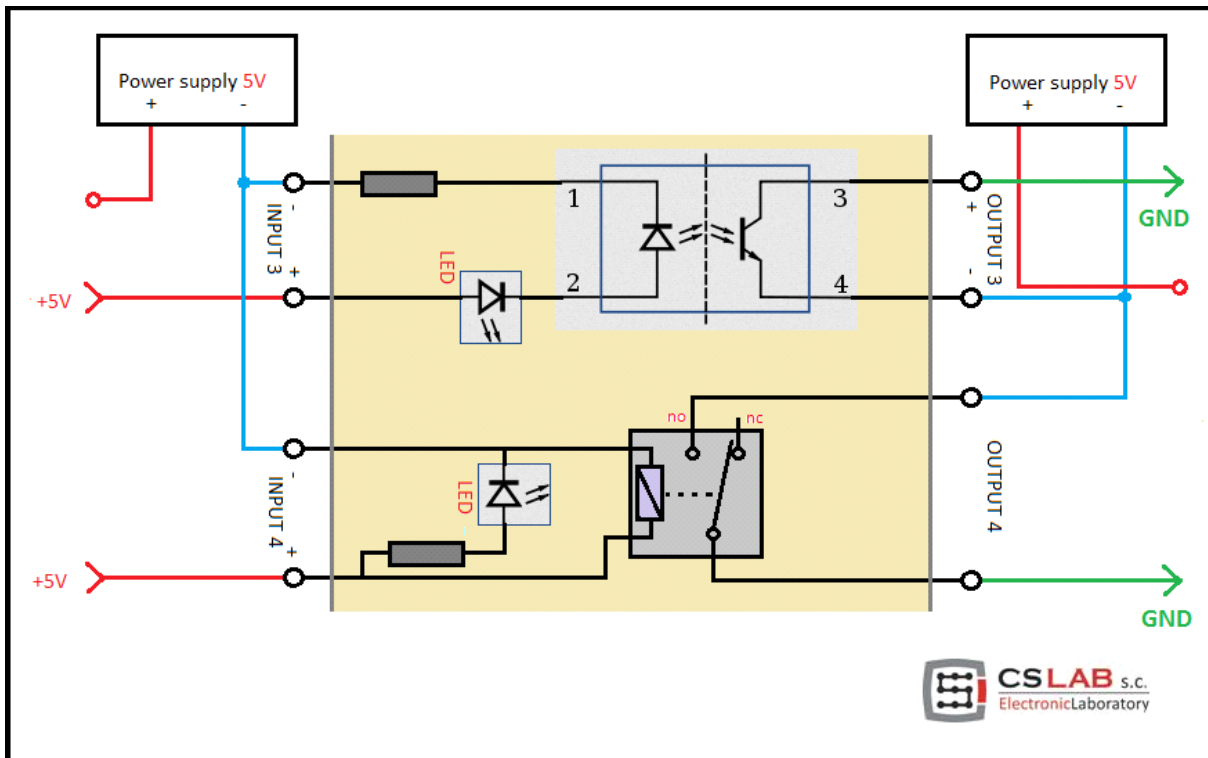 Power supply 5V
+ -
Power supply 5V
+ -
-
INPUT 3
+
+5V
LED
1
2
3
4
+
OUTPUT 3
-
GND
no
nc
-
INPUT 4
+
+5V
LED
OUTPUT 4
GND
CSLAB s.c.
ElectronicLaboratory